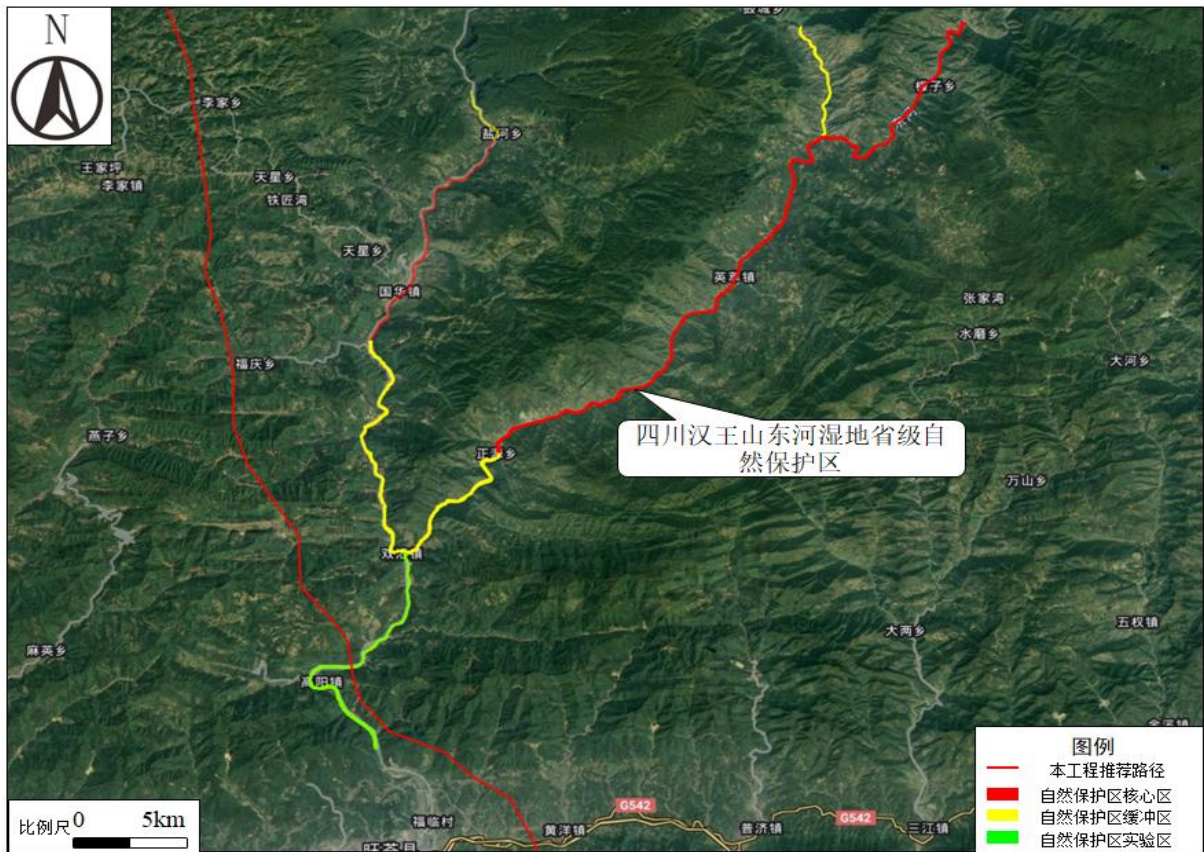 N
李家乡
盐河乡
子乡
王家坪
李家镇
天星乡
铁匠湾
天星乡
国华镇
英萃镇
张家湾
水磨乡
福庆乡
大河乡
燕子乡
四川汉王山东河湿地省级自
然保护区
万山乡
双汇镇
五权镇
大两乡
麻英乡
高阳镇
图例
本工程推荐路径
自然保护区核心区
自然保护区缓冲区
自然保护区实验区
比例尺 0 5km
G542
G542
福临村
黄洋镇
普济镇
三江镇